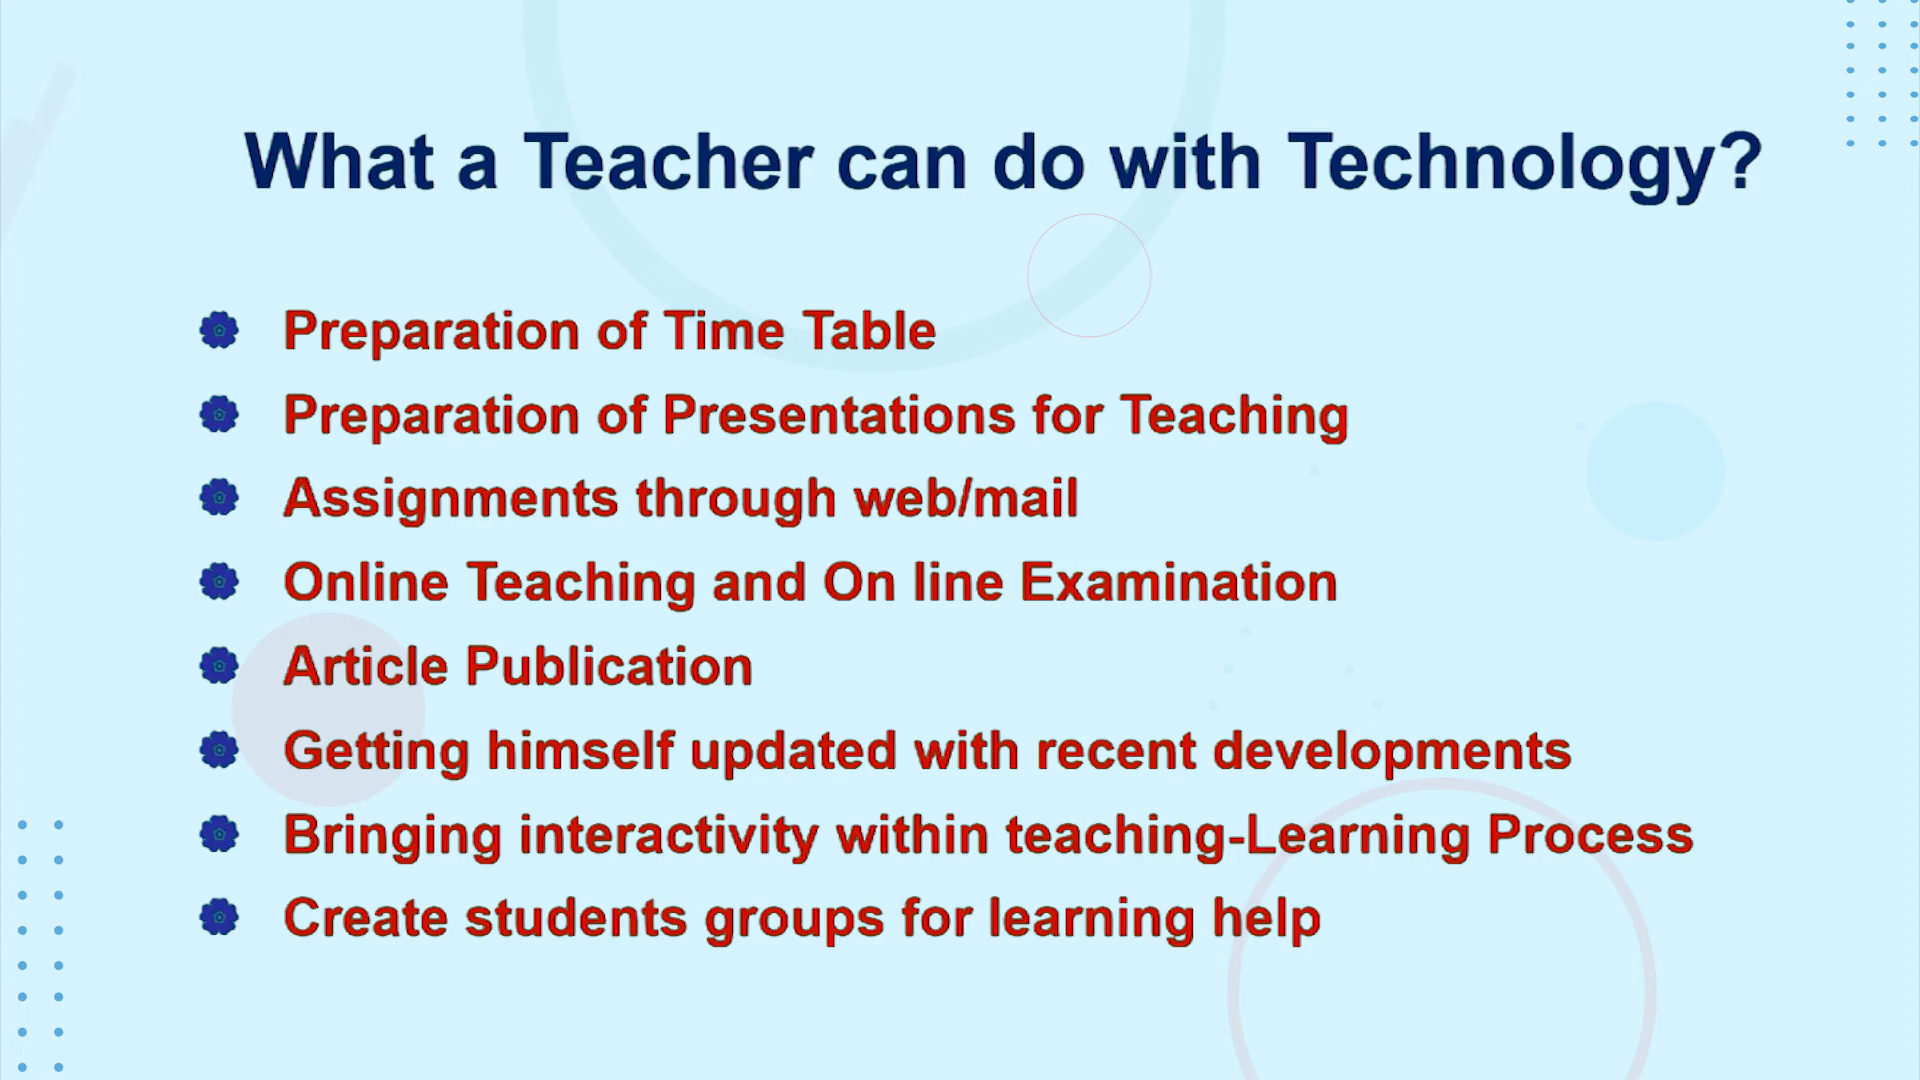 What a Teacher can do with Technology?
Preparation of Time Table
Preparation of Presentations for Teaching
Assignments through web/mail
Online Teaching and On line Examination
Article Publication
Getting himself updated with recent developments
Bringing interactivity within teaching-Learning Process
Create students groups for learning help